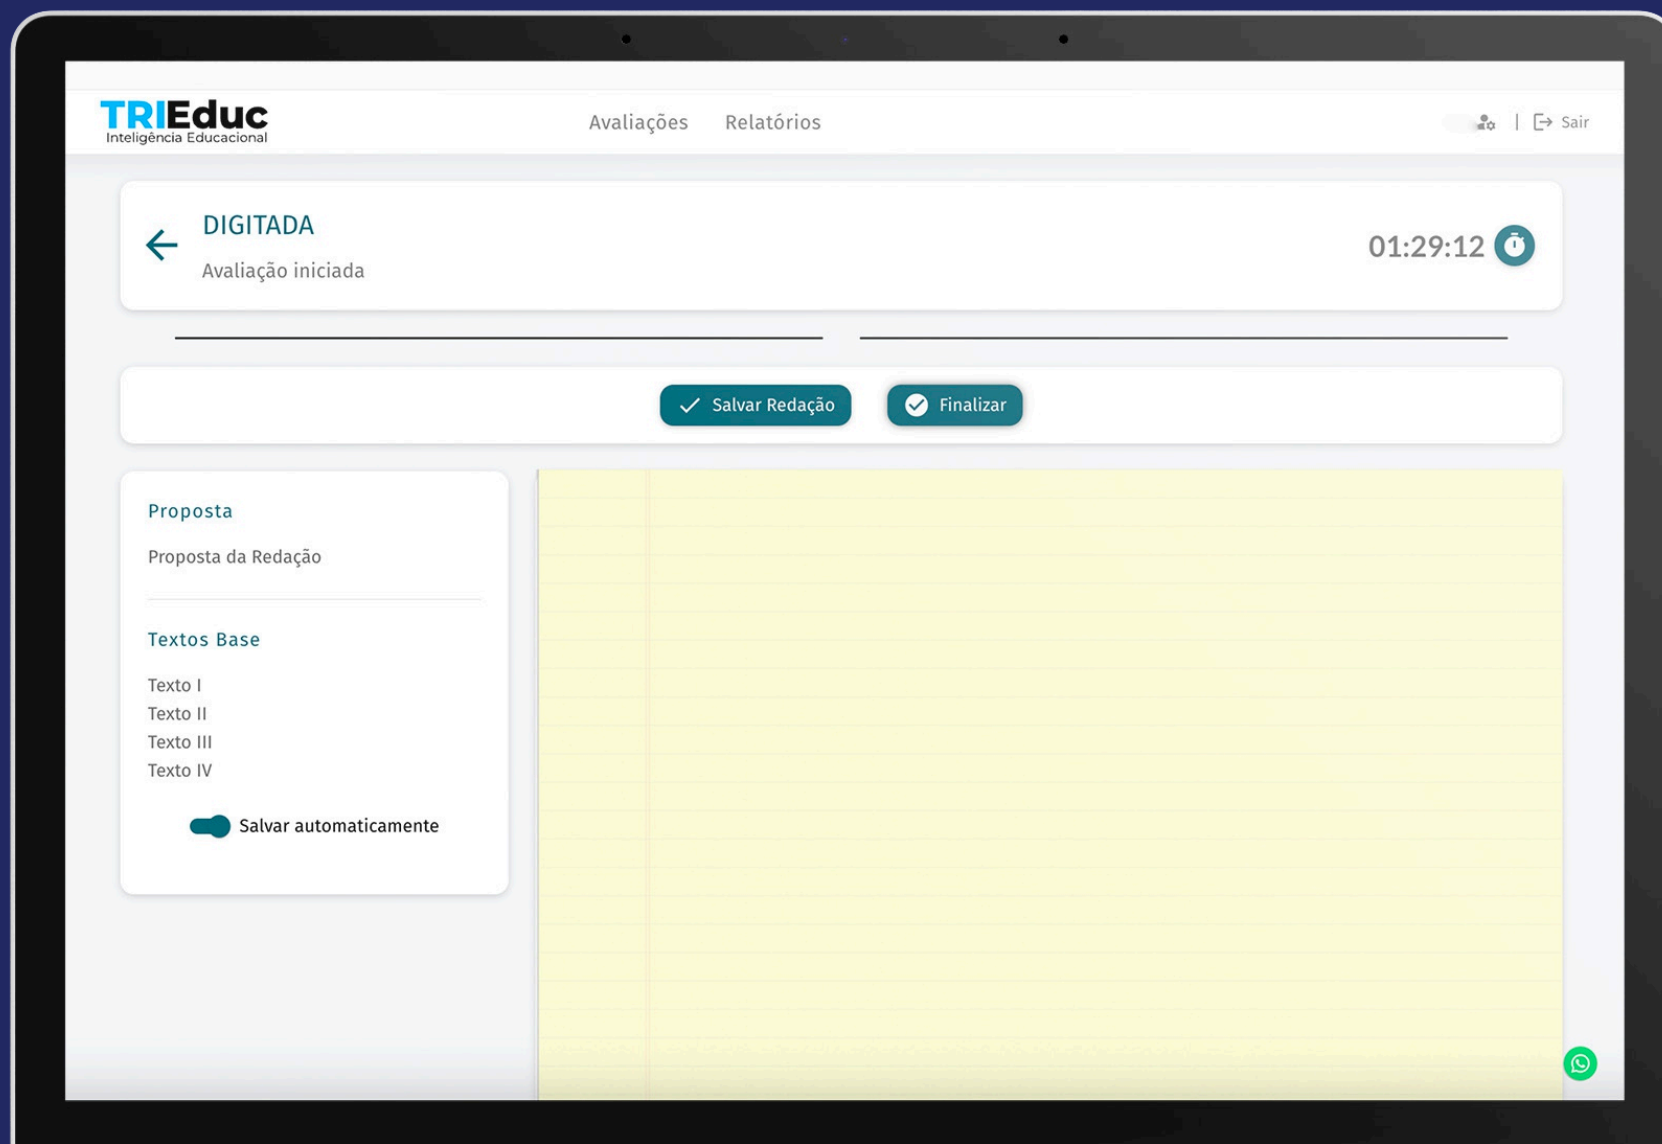 TRIEduc
Inteligência Educacional
Avaliações Relatórios
| Sair
DIGITADA
Avaliação iniciada
01:29:12
Salvar Redação
Finalizar
Proposta
Proposta da Redação
Textos Base
Texto I
Texto II
Texto III
Texto IV
Salvar automaticamente